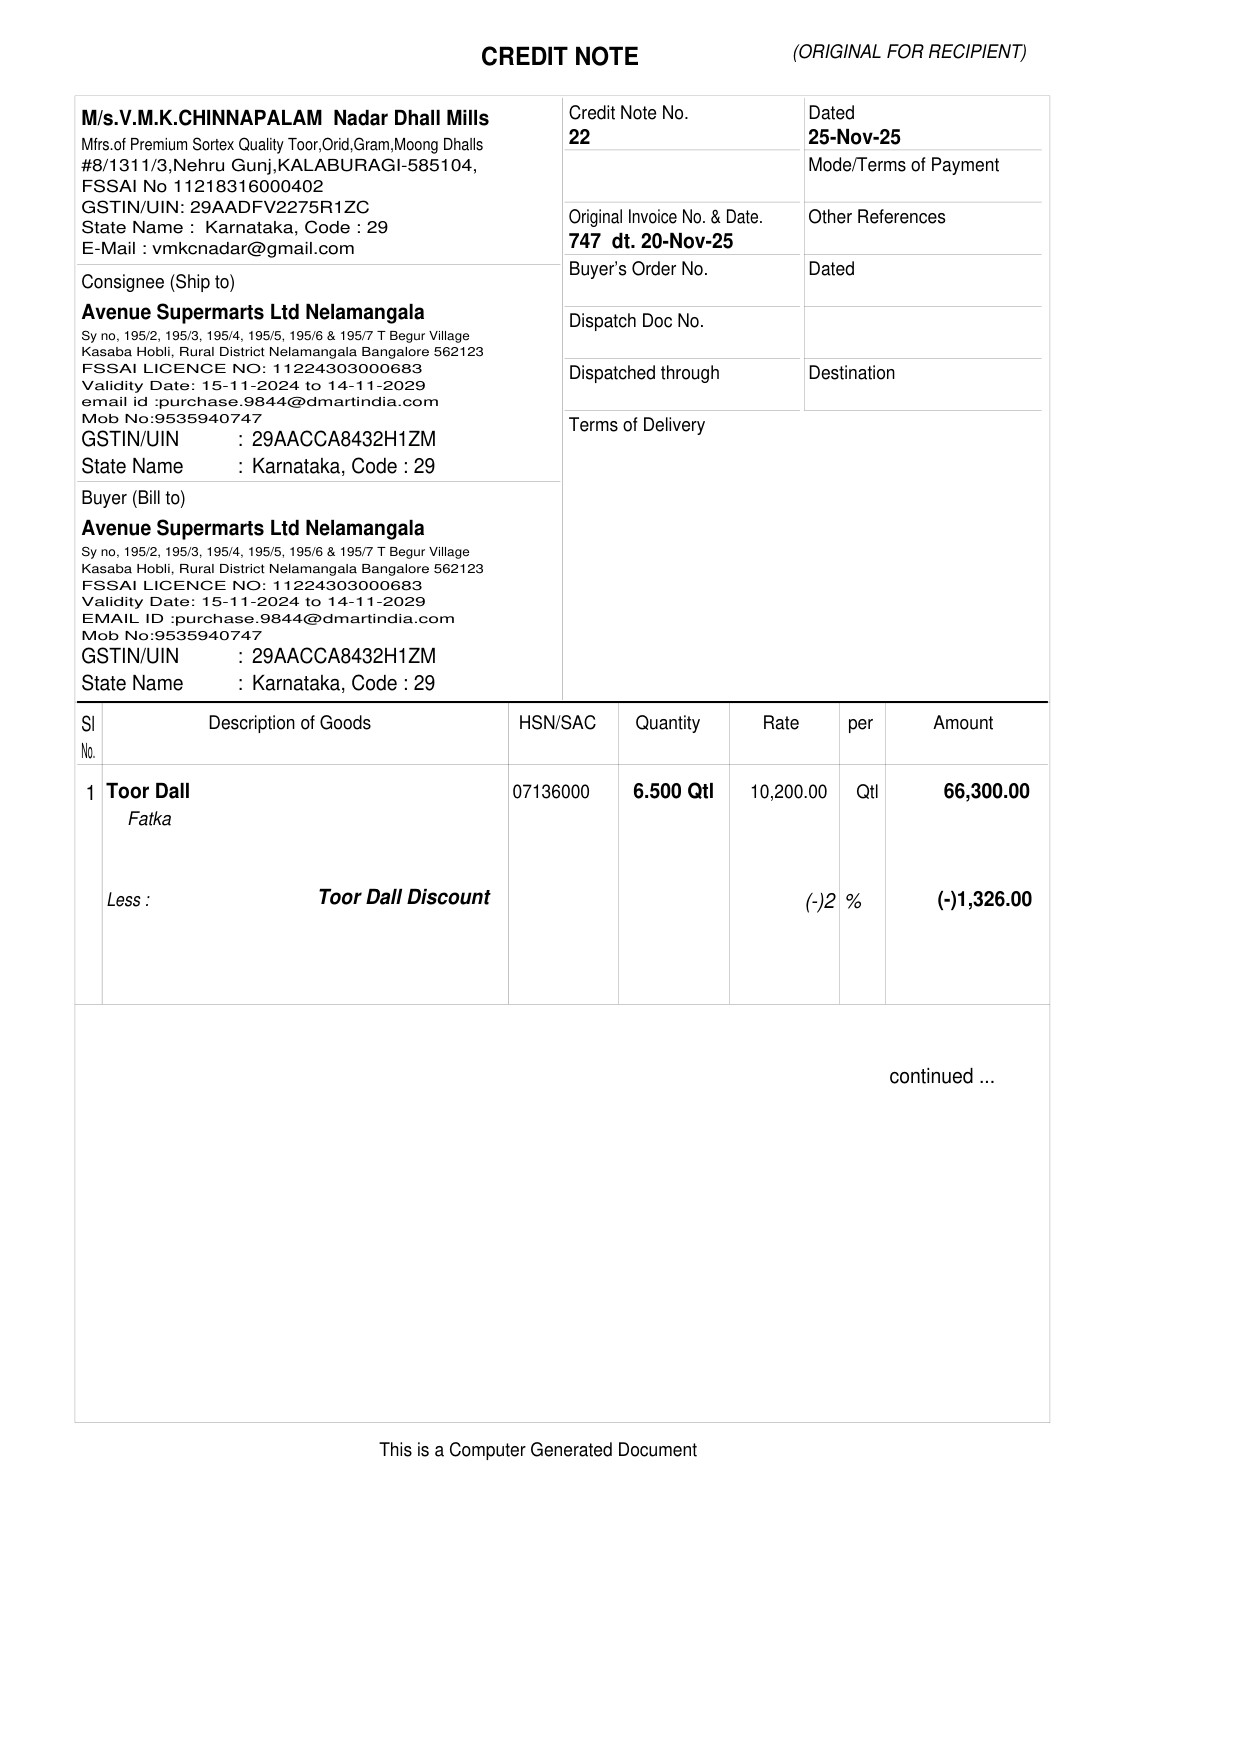 CREDIT NOTE
(ORIGINAL FOR RECIPIENT)
M/s.V.M.K.CHINNAPALAM  Nadar Dhall Mills
Mfrs.of Premium Sortex Quality Toor,Orid,Gram,Moong Dhalls
#8/1311/3,Nehru Gunj,KALABURAGI-585104,
FSSAI No 11218316000402
GSTIN/UIN: 29AADFV2275R1ZC
State Name :  Karnataka, Code : 29
E-Mail : vmkcnadar@gmail.com
Credit Note No.
22
Dated
25-Nov-25
Mode/Terms of Payment
Original Invoice No. & Date.
747  dt. 20-Nov-25
Other References
Buyer's Order No.
Dated
Dispatch Doc No.
Dispatched through
Destination
Terms of Delivery
Consignee (Ship to)
Avenue Supermarts Ltd Nelamangala
Sy no, 195/2, 195/3, 195/4, 195/5, 195/6 & 195/7 T Begur Village
Kasaba Hobli, Rural District Nelamangala Bangalore 562123
FSSAI LICENCE NO: 11224303000683
Validity Date: 15-11-2024 to 14-11-2029
email id :purchase.9844@dmartindia.com
Mob No:9535940747
GSTIN/UIN : 29AACCA8432H1ZM
State Name : Karnataka, Code : 29
Buyer (Bill to)
Avenue Supermarts Ltd Nelamangala
Sy no, 195/2, 195/3, 195/4, 195/5, 195/6 & 195/7 T Begur Village
Kasaba Hobli, Rural District Nelamangala Bangalore 562123
FSSAI LICENCE NO: 11224303000683
Validity Date: 15-11-2024 to 14-11-2029
EMAIL ID :purchase.9844@dmartindia.com
Mob No:9535940747
GSTIN/UIN : 29AACCA8432H1ZM
State Name : Karnataka, Code : 29
Sl No. Description of Goods HSN/SAC Quantity Rate per Amount
1 Toor Dall 07136000 6.500 Qtl 10,200.00 Qtl 66,300.00
Fatka
Less : Toor Dall Discount (-)2 % (-)1,326.00
continued ...
This is a Computer Generated Document